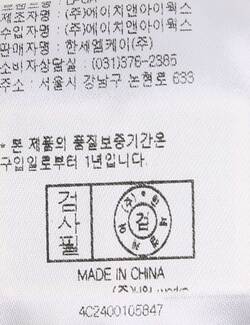 제조자명 : (주)에이치앤아이웍스
수입자명 : (주)에이치앤아이웍스
판매자명 : 한세엠케이(주)
소비자상담실 : (031)376-2385
주소 : 서울시 강남구 논현로 633
* 본 제품의 품질보증기간은
구입일로부터 1년입니다.
검사필
검
MADE IN CHINA
4C2400105847